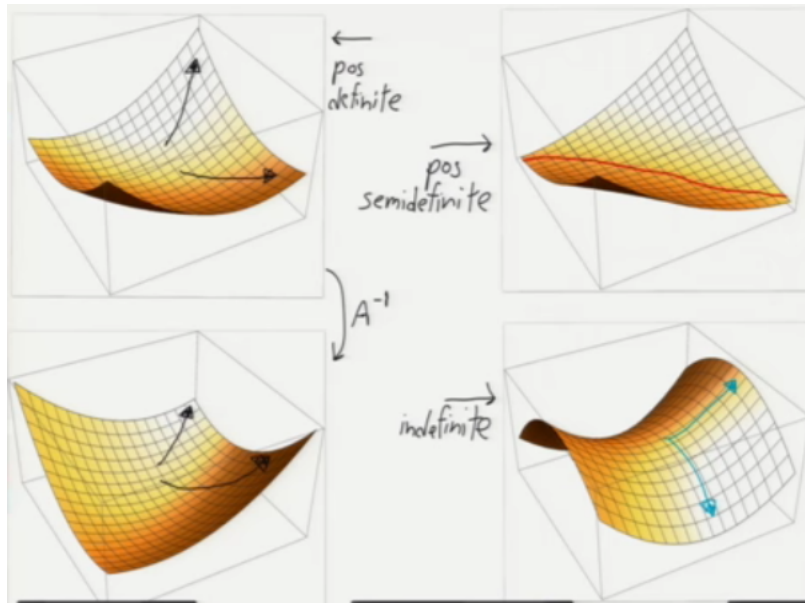 pos
definite
pos
semidefinite
A⁻¹
indefinite